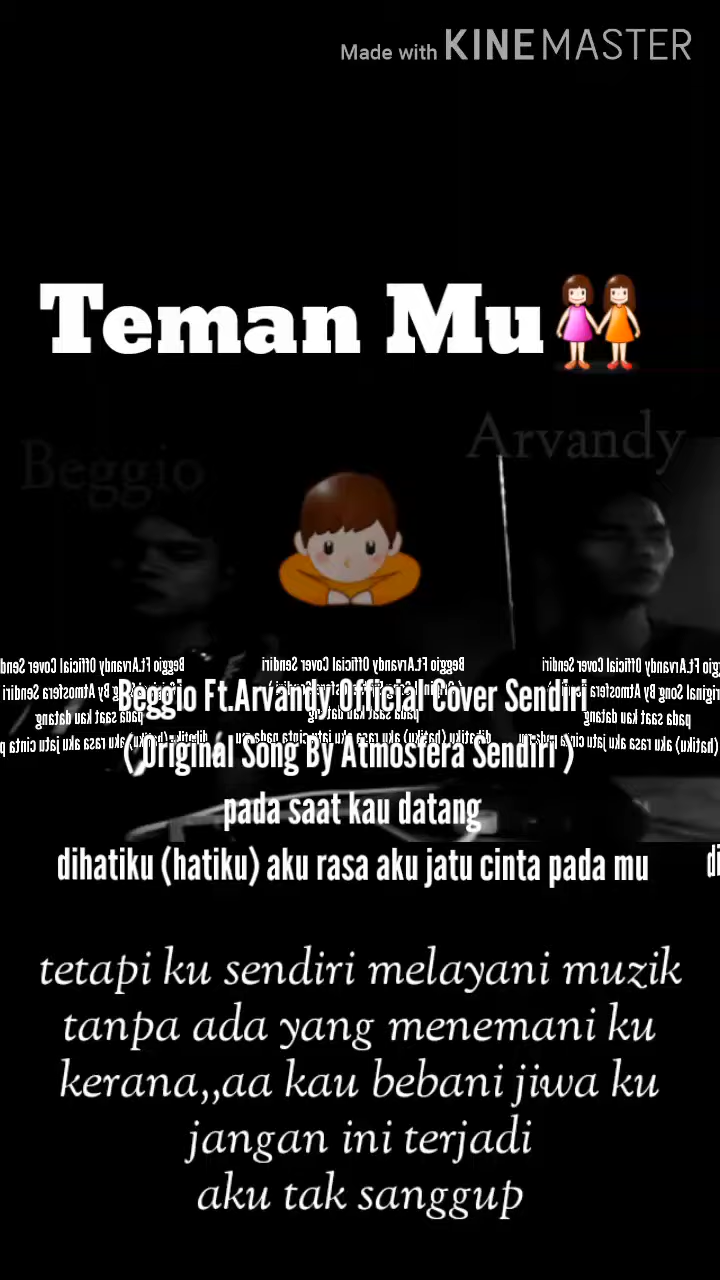 Made with KINEMASTER
Teman Mu
Beggio
Arvandy
Beggio Ft.Arvandy Official Cover Sendiri
( Original Song By Atmosfera Sendiri )
pada saat kau datang
dihatiku (hatiku) aku rasa aku jatu cinta pada mu
di
tetapi ku sendiri melayani muzik
tanpa ada yang menemani ku
kerana,,aa kau bebani jiwa ku
jangan ini terjadi
aku tak sanggup